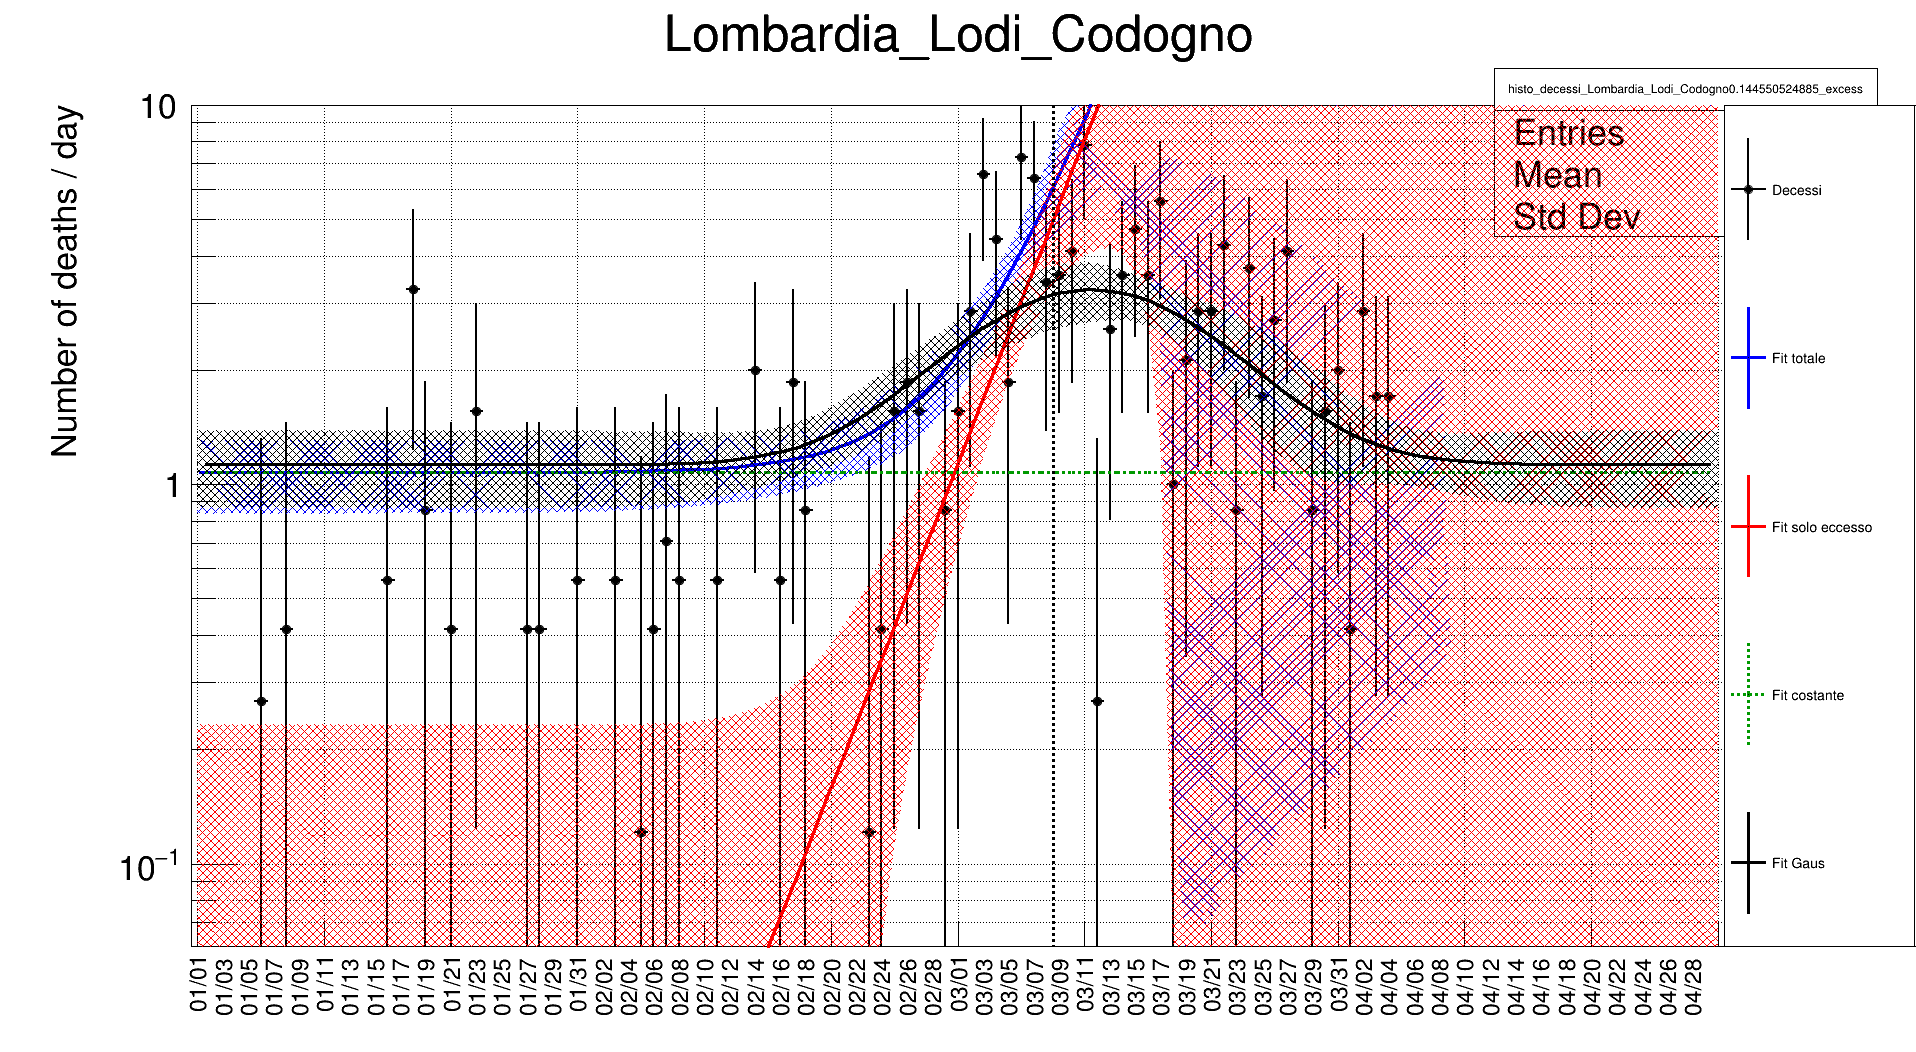 Lombardia_Lodi_Codogno
histo_decessi_Lombardia_Lodi_Codogno0.144550524885_excess
Entries
Mean
Std Dev
Number of deaths / day
10
1
10⁻¹
Decessi
Fit totale
Fit solo eccesso
Fit costante
Fit Gaus
01/01 01/03 01/05 01/07 01/09 01/11 01/13 01/15 01/17 01/19 01/21 01/23 01/25 01/27 01/29 01/31 02/02 02/04 02/06 02/08 02/10 02/12 02/14 02/16 02/18 02/20 02/22 02/24 02/26 02/28 03/01 03/03 03/05 03/07 03/09 03/11 03/13 03/15 03/17 03/19 03/21 03/23 03/25 03/27 03/29 03/31 04/02 04/04 04/06 04/08 04/10 04/12 04/14 04/16 04/18 04/20 04/22 04/24 04/26 04/28